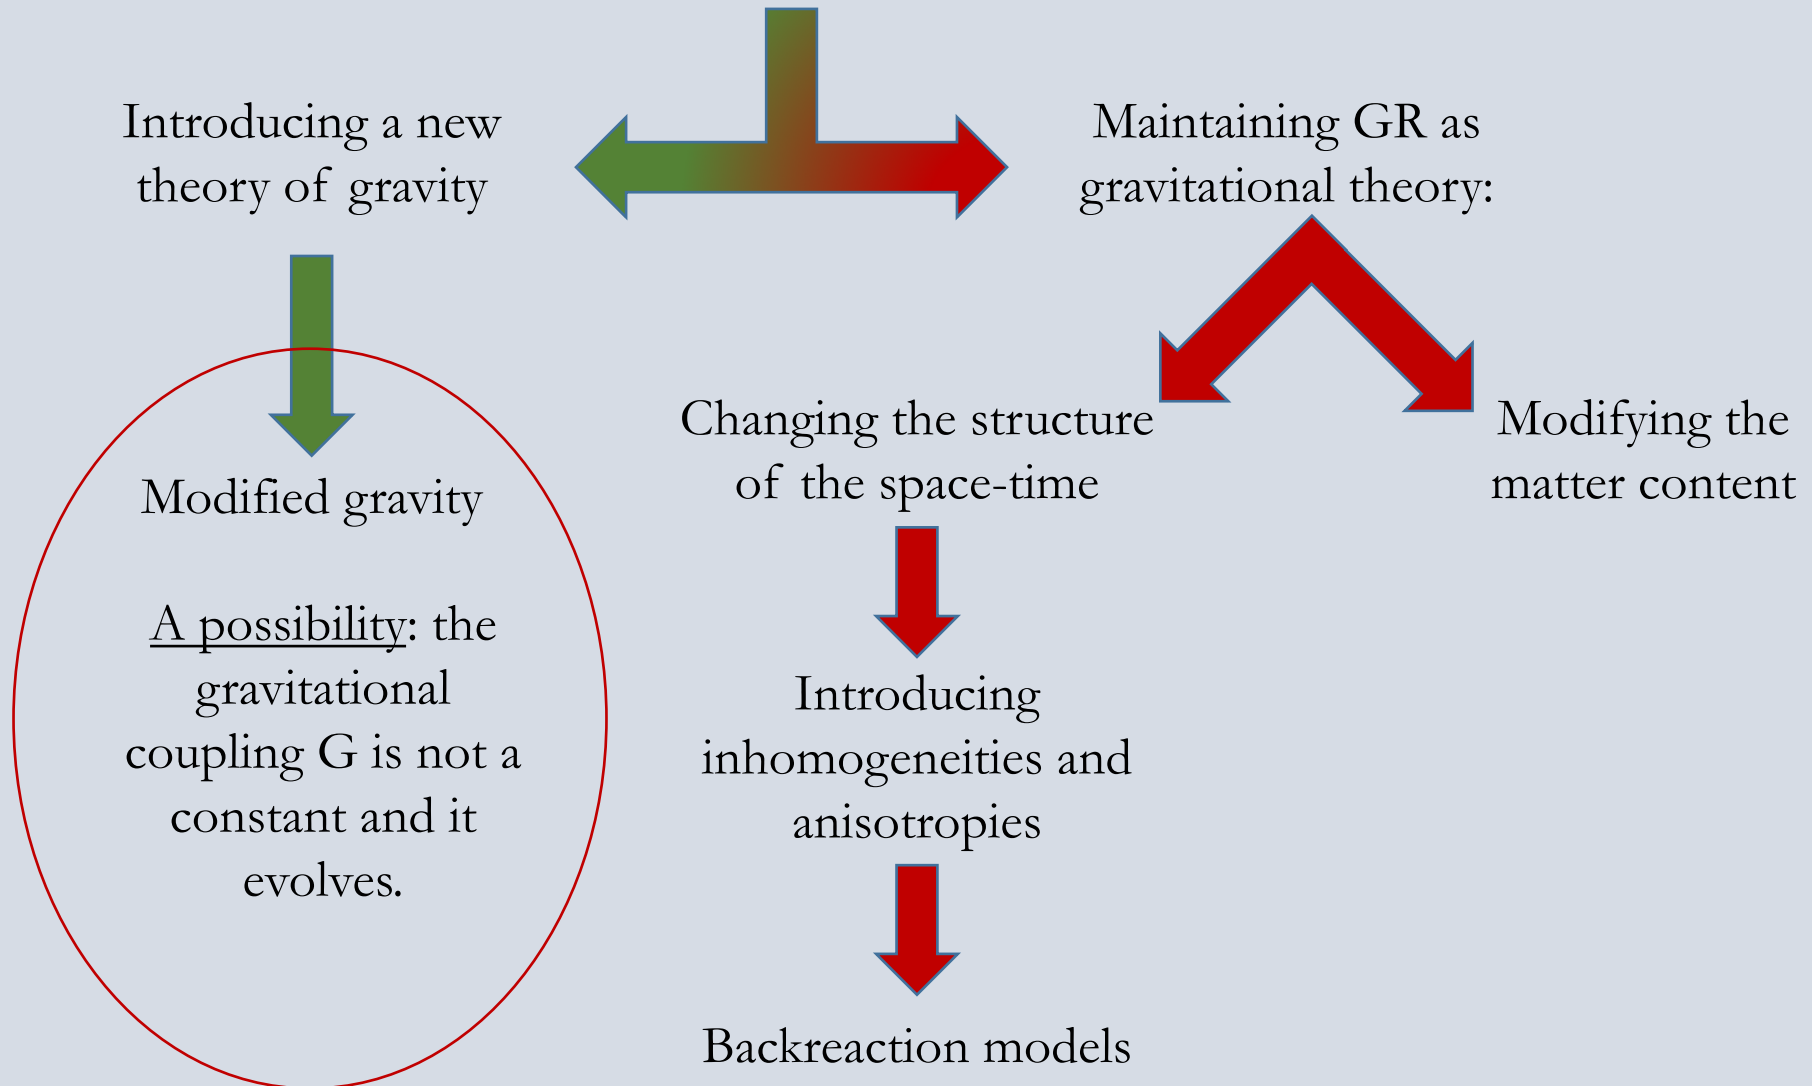 Introducing a new
theory of gravity
Maintaining GR as
gravitational theory:
Modified gravity
A possibility: the
gravitational
coupling G is not a
constant and it
evolves.
Changing the structure
of the space-time
Introducing
inhomogeneities and
anisotropies
Backreaction models
Modifying the
matter content